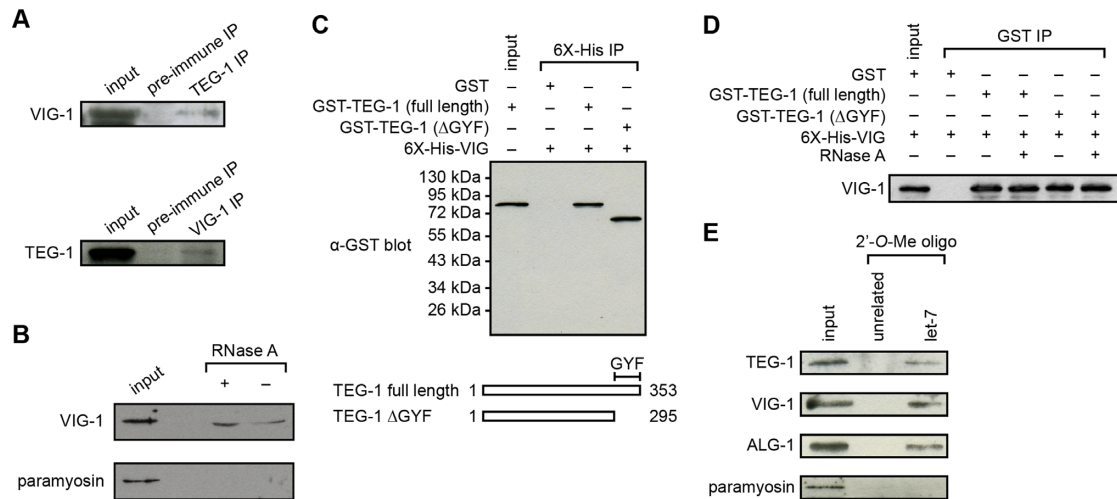 A
input
pre-immune IP
TEG-1 IP
VIG-1
input
pre-immune IP
VIG-1 IP
TEG-1
B
RNase A
input
+ –
VIG-1
paramyosin
C
input
6X-His IP
GST – + – –
GST-TEG-1 (full length) + – + –
GST-TEG-1 (ΔGYF) – – – +
6X-His-VIG – + + +
130 kDa
95 kDa
72 kDa
55 kDa
43 kDa
34 kDa
26 kDa
α-GST blot
GYF
TEG-1 full length 1 353
TEG-1 ΔGYF 1 295
D
input
GST IP
GST + + – – – –
GST-TEG-1 (full length) – – + + – –
GST-TEG-1 (ΔGYF) – – – – + +
6X-His-VIG + + + + + +
RNase A – – – + – +
VIG-1
E
2'-O-Me oligo
input
unrelated
let-7
TEG-1
VIG-1
ALG-1
paramyosin